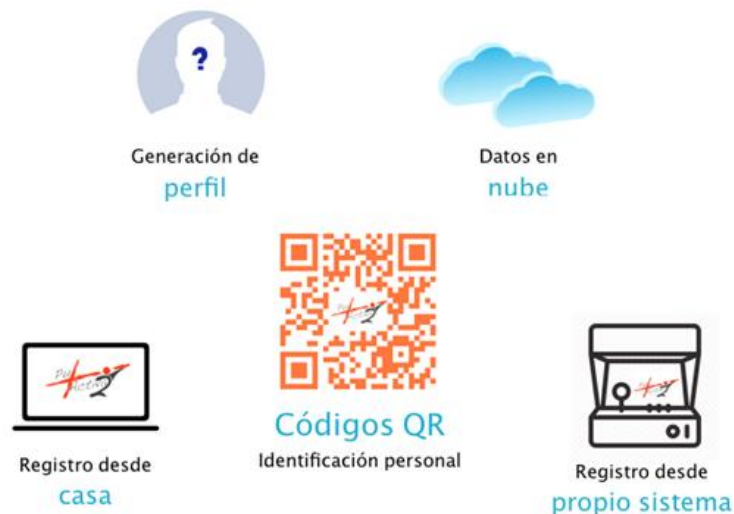 ?
Generación de
perfil
Datos en
nube
Códigos QR
Identificación personal
Registro desde
casa
Registro desde
propio sistema